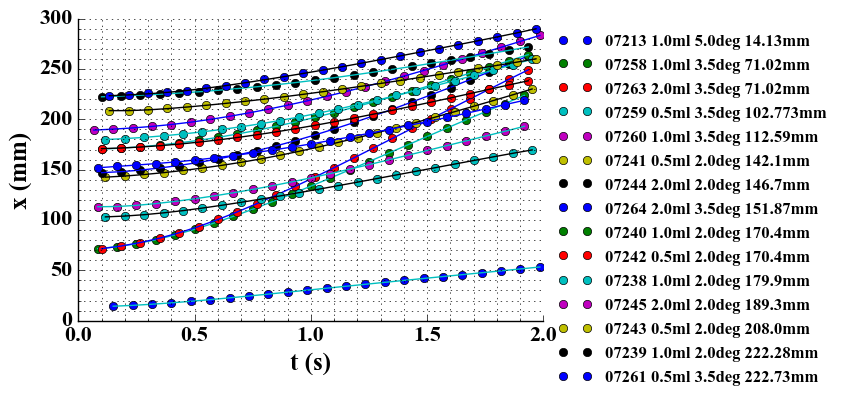 300
250
200
150
100
50
0
x (mm)
0.0 0.5 1.0 1.5 2.0
t (s)
07213 1.0ml 5.0deg 14.13mm
07258 1.0ml 3.5deg 71.02mm
07263 2.0ml 3.5deg 71.02mm
07259 0.5ml 3.5deg 102.773mm
07260 1.0ml 3.5deg 112.59mm
07241 0.5ml 2.0deg 142.1mm
07244 2.0ml 2.0deg 146.7mm
07264 2.0ml 3.5deg 151.87mm
07240 1.0ml 2.0deg 170.4mm
07242 0.5ml 2.0deg 170.4mm
07238 1.0ml 2.0deg 179.9mm
07245 2.0ml 2.0deg 189.3mm
07243 0.5ml 2.0deg 208.0mm
07239 1.0ml 2.0deg 222.28mm
07261 0.5ml 3.5deg 222.73mm